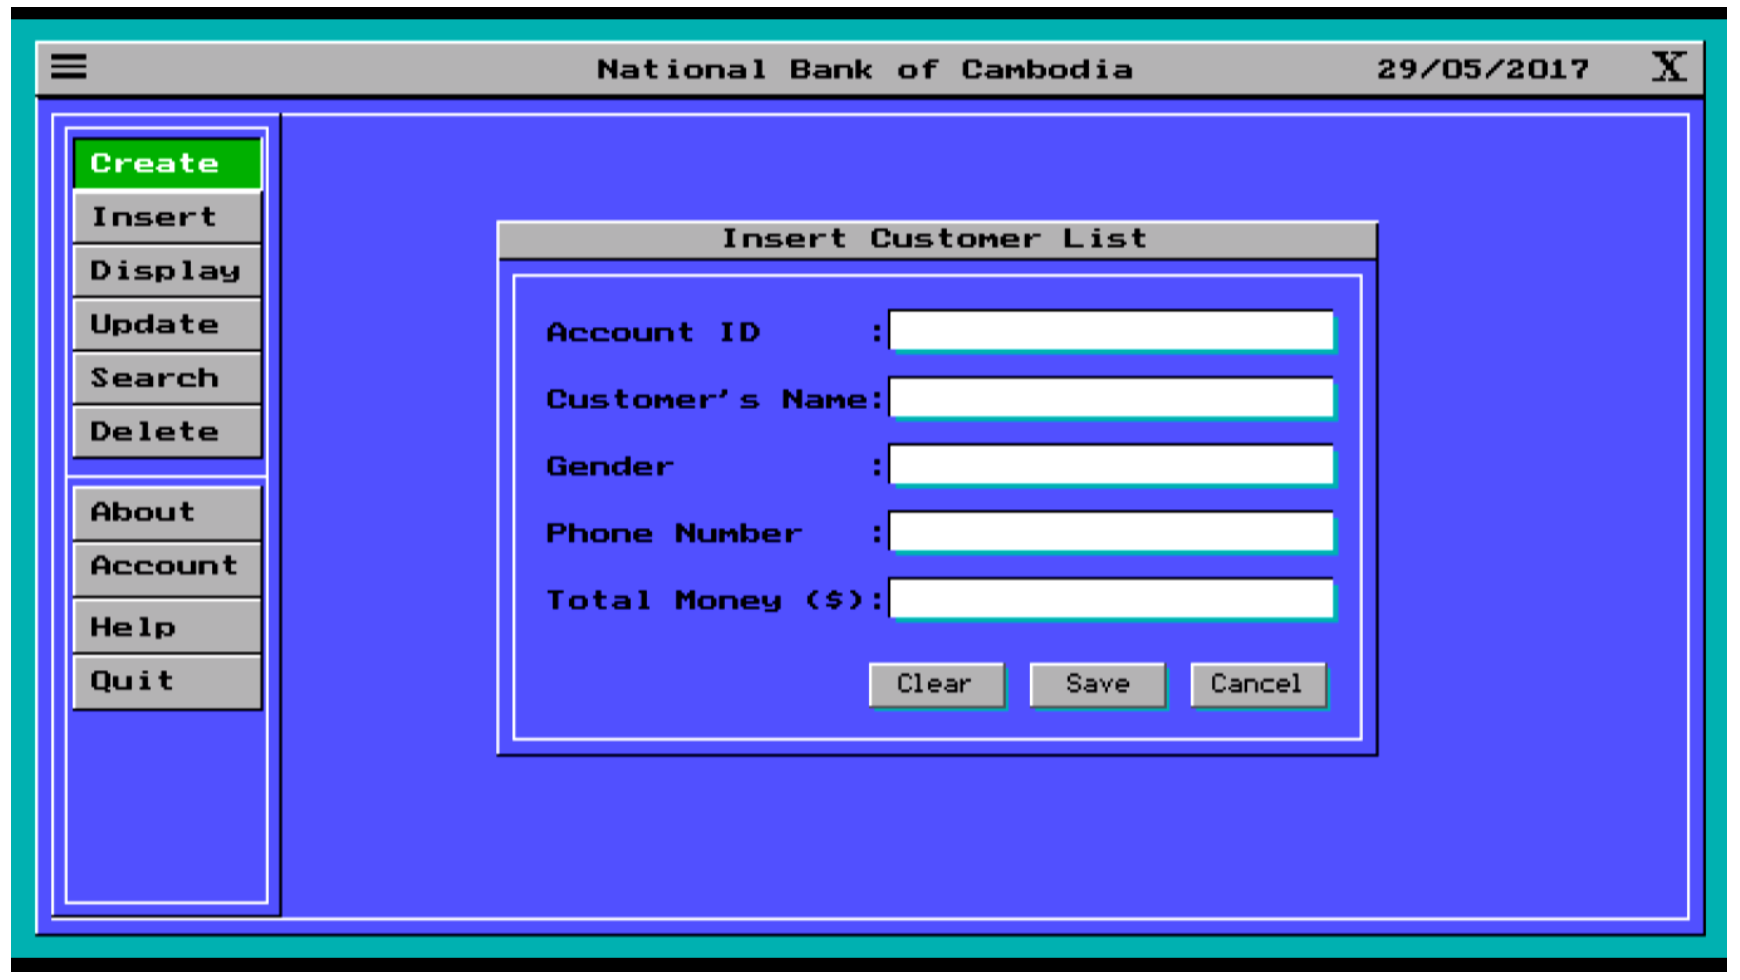 National Bank of Cambodia 29/05/2017 X
Create
Insert
Display
Update
Search
Delete
About
Account
Help
Quit
Insert Customer List
Account ID :
Customer's Name:
Gender :
Phone Number :
Total Money ($):
Clear Save Cancel